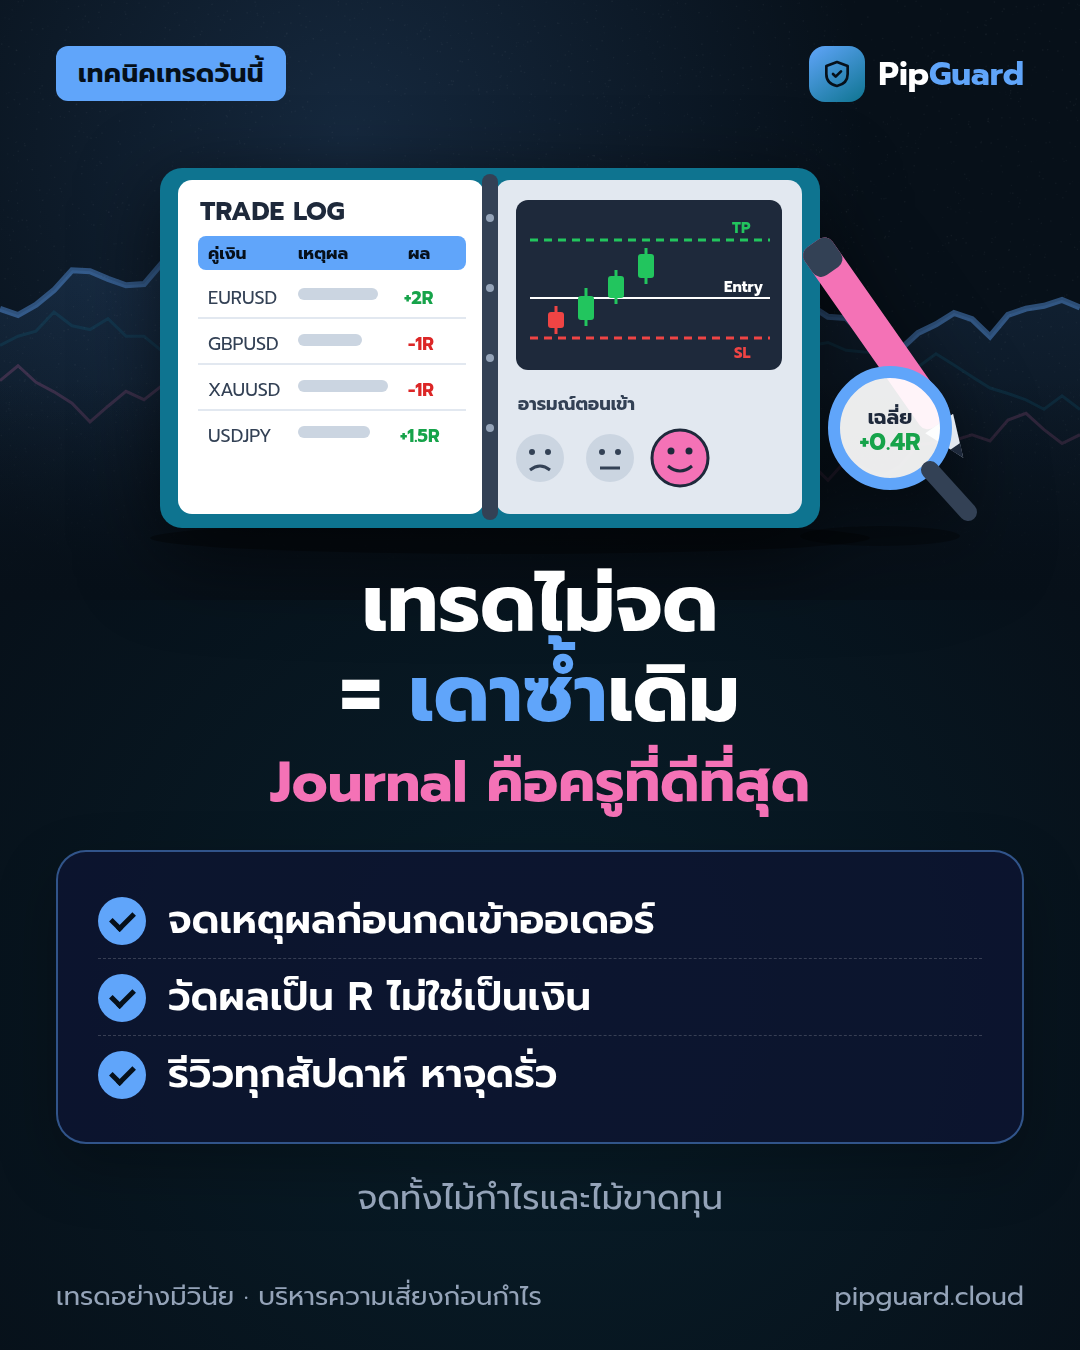 เทคนิคเทรดวันนี้
PipGuard
TRADE LOG
คู่เงิน เหตุผล ผล
EURUSD +2R
GBPUSD -1R
XAUUSD -1R
USDJPY +1.5R
TP
Entry
SL
อารมณ์ตอนเข้า
เฉลี่ย
+0.4R
เทรดไม่จด
= เดาซ้ำเดิม
Journal คือครูที่ดีที่สุด
จดเหตุผลก่อนกดเข้าออเดอร์
วัดผลเป็น R ไม่ใช่เป็นเงิน
รีวิวทุกสัปดาห์ หาจุดรั่ว
จดทั้งไม้กำไรและไม้ขาดทุน
เทรดอย่างมีวินัย · บริหารความเสี่ยงก่อนกำไร
pipguard.cloud